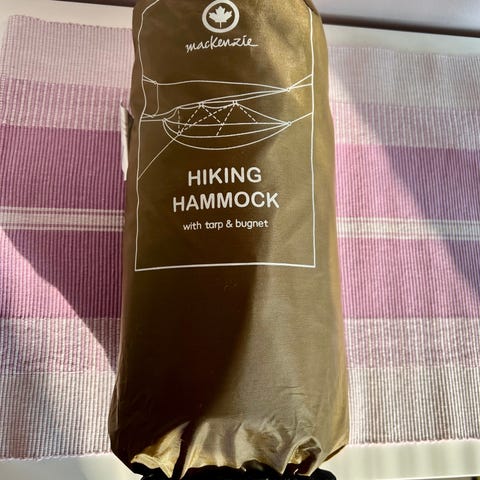 mackenzie
HIKING
HAMMOCK
with tarp & bugnet